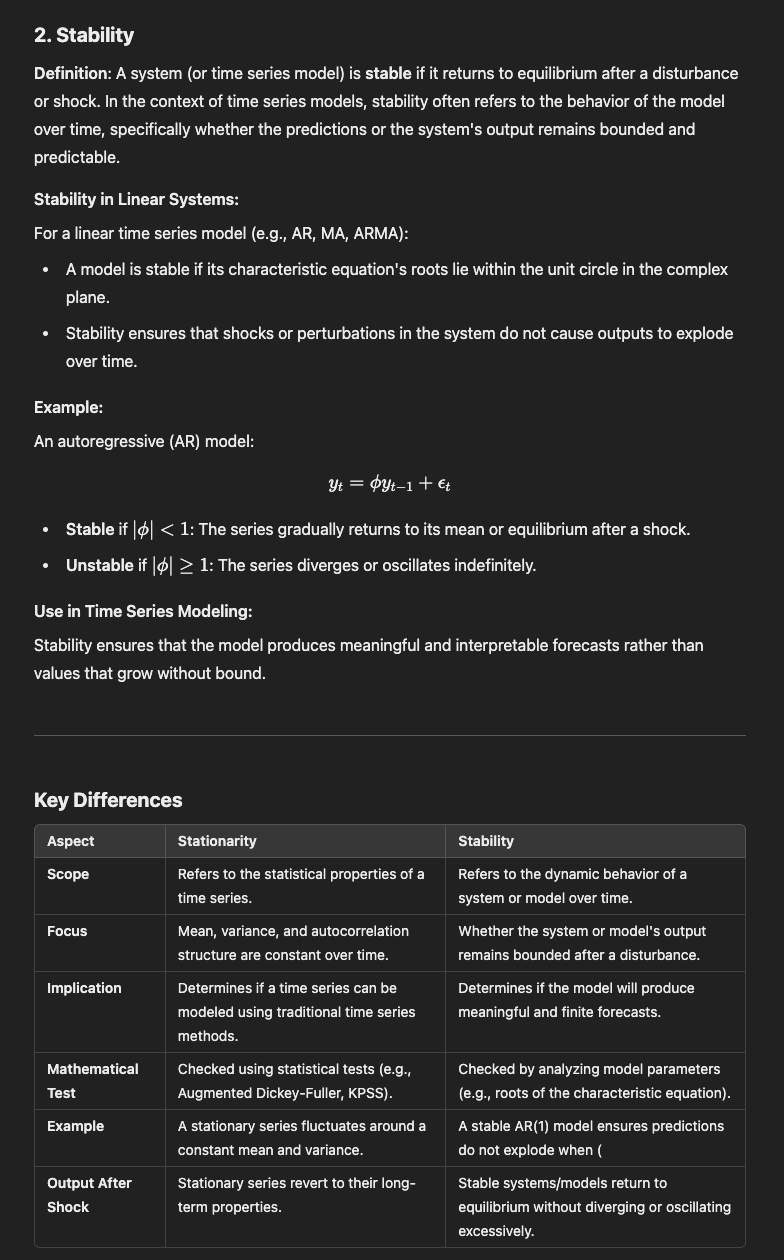 2. Stability
Definition: A system (or time series model) is stable if it returns to equilibrium after a disturbance
or shock. In the context of time series models, stability often refers to the behavior of the model
over time, specifically whether the predictions or the system's output remains bounded and
predictable.
Stability in Linear Systems:
For a linear time series model (e.g., AR, MA, ARMA):
• A model is stable if its characteristic equation's roots lie within the unit circle in the complex
plane.
• Stability ensures that shocks or perturbations in the system do not cause outputs to explode
over time.
Example:
An autoregressive (AR) model:
yₜ = ϕyₜ₋₁ + ϵₜ
• Stable if |ϕ| < 1: The series gradually returns to its mean or equilibrium after a shock.
• Unstable if |ϕ| ≥ 1: The series diverges or oscillates indefinitely.
Use in Time Series Modeling:
Stability ensures that the model produces meaningful and interpretable forecasts rather than
values that grow without bound.
Key Differences
Aspect Stationarity Stability
Scope
Refers to the statistical properties of a
time series.
Refers to the dynamic behavior of a
system or model over time.
Focus
Mean, variance, and autocorrelation
structure are constant over time.
Whether the system or model's output
remains bounded after a disturbance.
Implication
Determines if a time series can be
modeled using traditional time series
methods.
Determines if the model will produce
meaningful and finite forecasts.
Mathematical
Test
Checked using statistical tests (e.g.,
Augmented Dickey-Fuller, KPSS).
Checked by analyzing model parameters
(e.g., roots of the characteristic equation).
Example
A stationary series fluctuates around a
constant mean and variance.
A stable AR(1) model ensures predictions
do not explode when (
Output After
Shock
Stationary series revert to their long-
term properties.
Stable systems/models return to
equilibrium without diverging or oscillating
excessively.